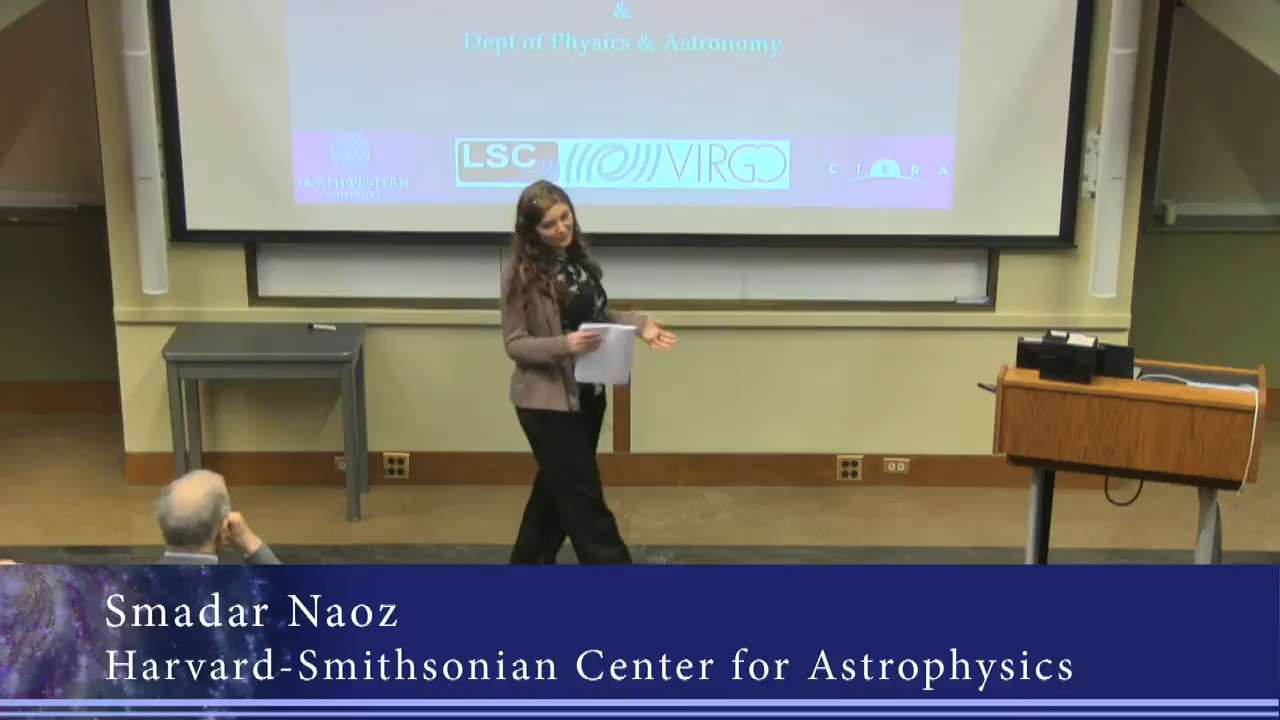 &
Dept of Physics & Astronomy
NORTHWESTERN
UNIVERSITY
LSC
VIRGO
CIERA
Smadar Naoz
Harvard-Smithsonian Center for Astrophysics